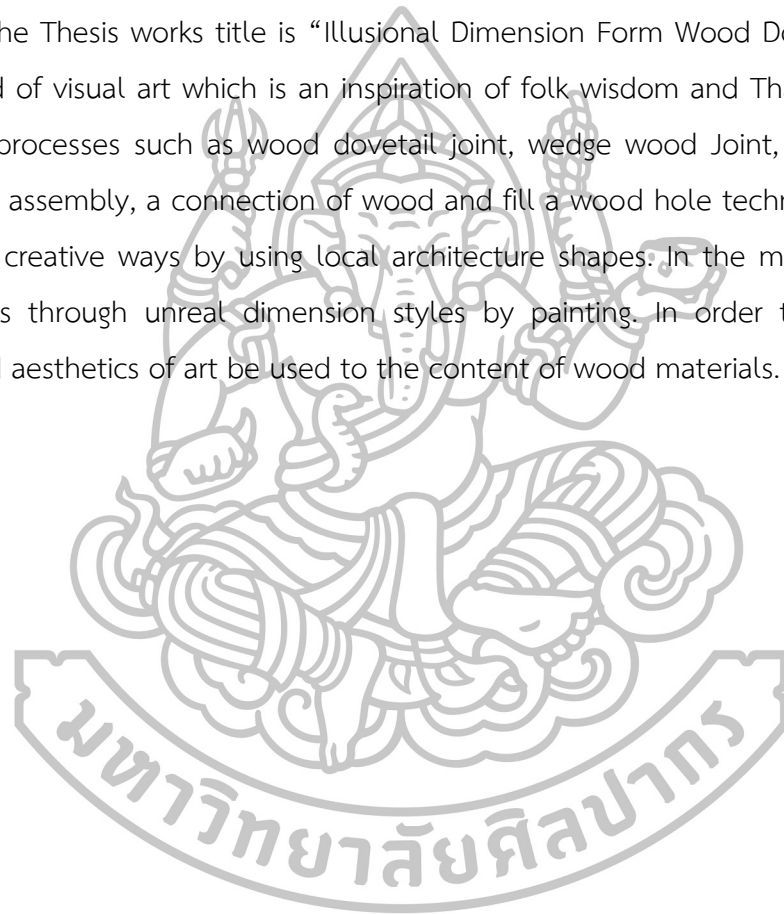 he Thesis works title is “Illusional Dimension Form Wood Do
d of visual art which is an inspiration of folk wisdom and Th
processes such as wood dovetail joint, wedge wood Joint,
assembly, a connection of wood and fill a wood hole techn
creative ways by using local architecture shapes. In the m
s through unreal dimension styles by painting. In order t
l aesthetics of art be used to the content of wood materials.
มหาวิทยาลัยศิลปากร